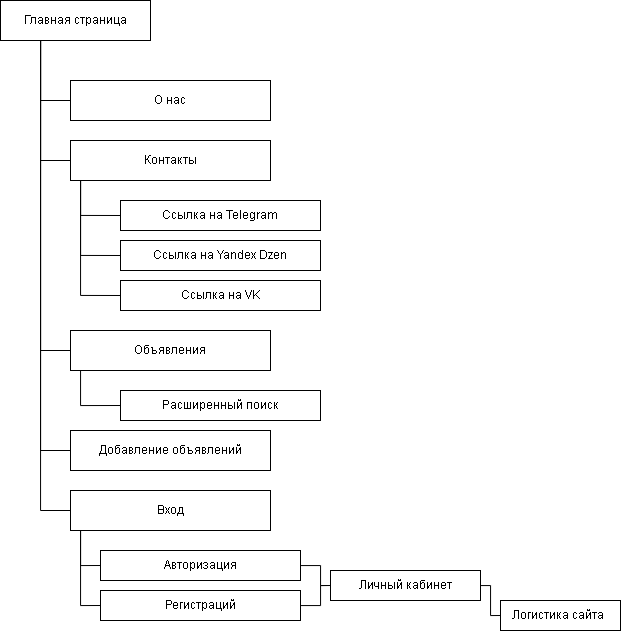 Главная страница
О нас
Контакты
Ссылка на Telegram
Ссылка на Yandex Dzen
Ссылка на VK
Объявления
Расширенный поиск
Добавление объявлений
Вход
Авторизация
Регистраций
Личный кабинет
Логистика сайта